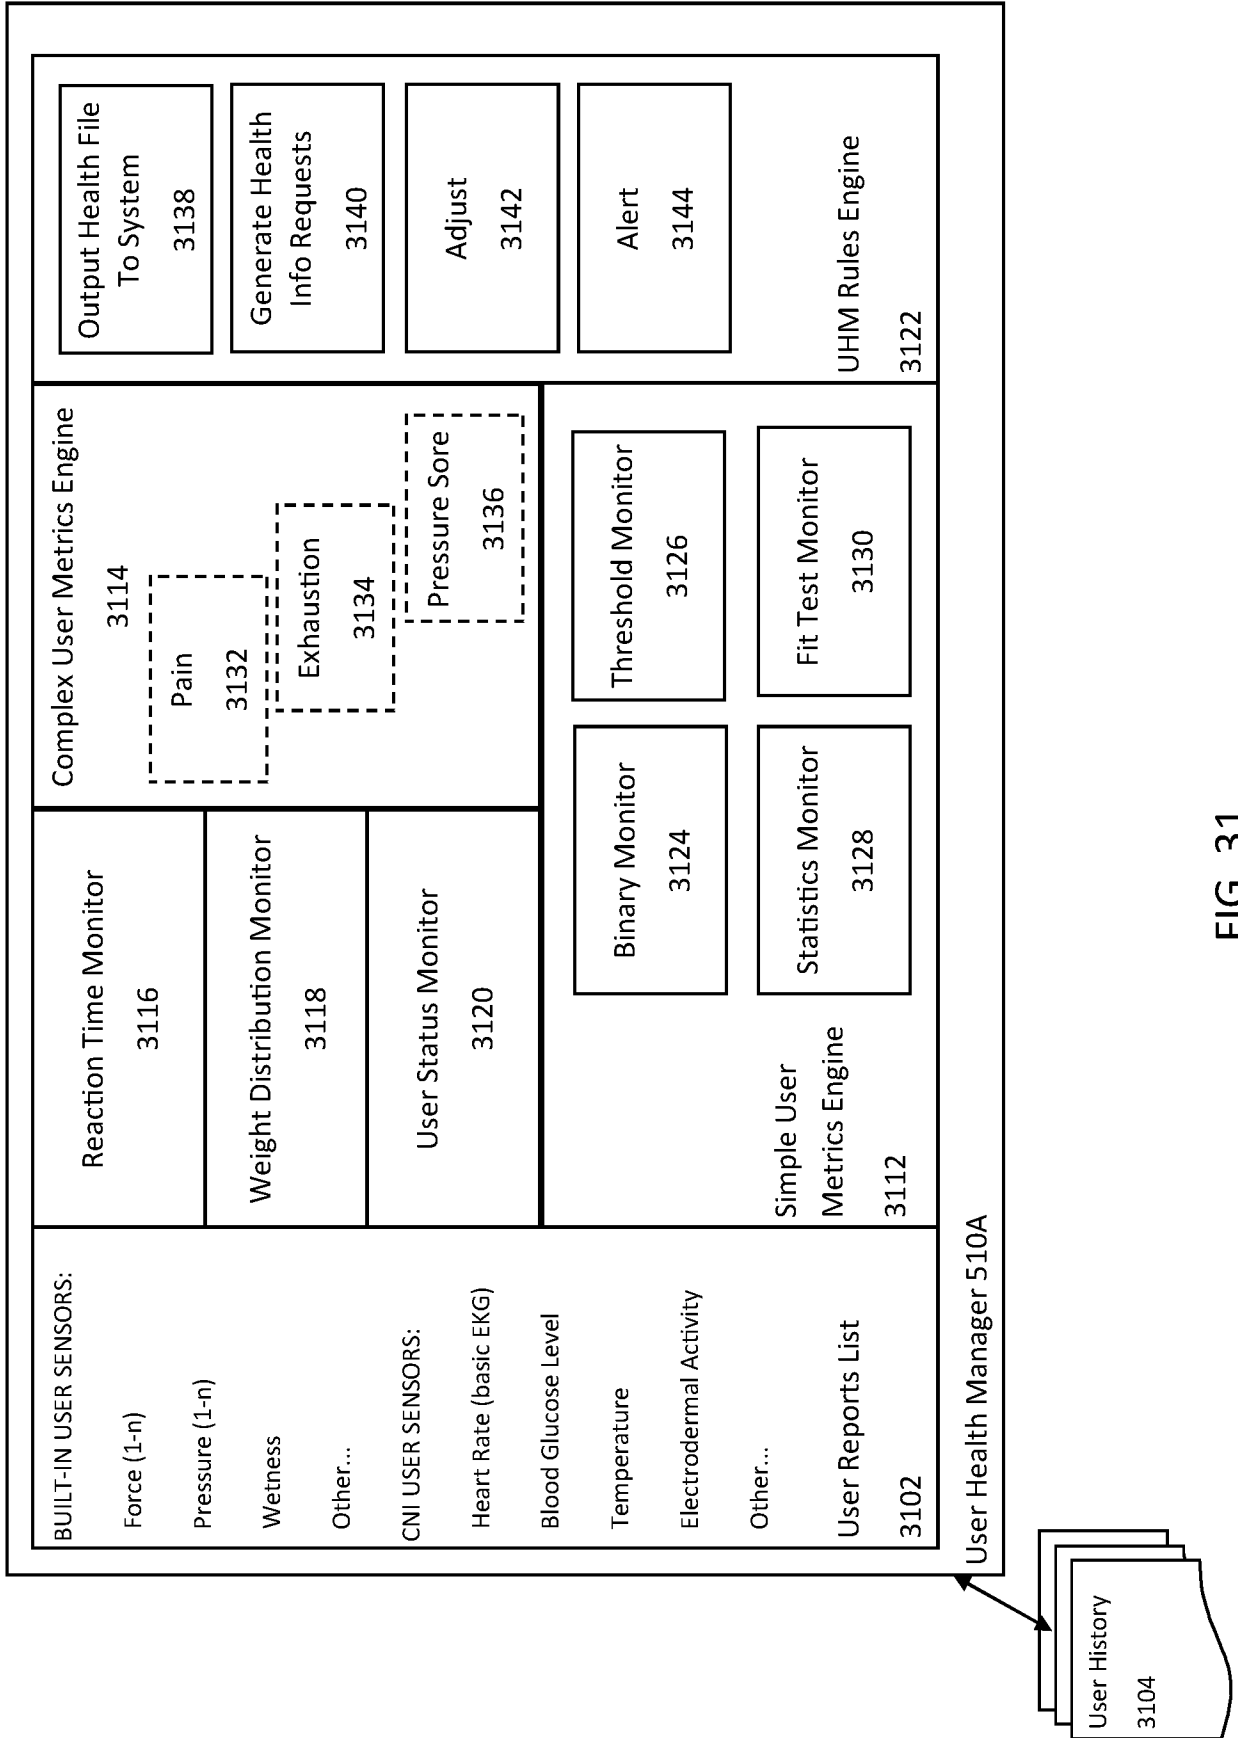 BUILT-IN USER SENSORS:
Force (1-n)
Pressure (1-n)
Wetness
Other...
CNI USER SENSORS:
Heart Rate (basic EKG)
Blood Glucose Level
Temperature
Electrodermal Activity
Other...
User Reports List
3102
Reaction Time Monitor
3116
Weight Distribution Monitor
3118
User Status Monitor
3120
Complex User Metrics Engine
3114
Pain
3132
Exhaustion
3134
Pressure Sore
3136
Simple User
Metrics Engine
3112
Binary Monitor
3124
Threshold Monitor
3126
Statistics Monitor
3128
Fit Test Monitor
3130
Output Health File
To System
3138
Generate Health
Info Requests
3140
Adjust
3142
Alert
3144
UHM Rules Engine
3122
User Health Manager 510A
User History
3104
FIG. 31